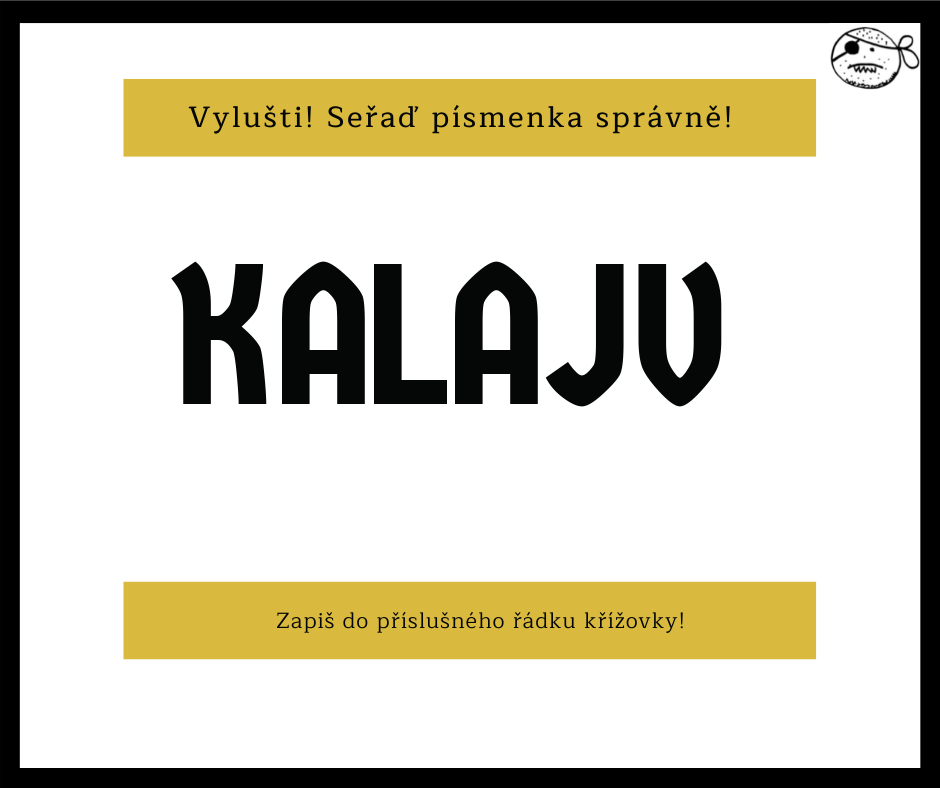 Vylušti! Seřaď písmenka správně!
KALAJV
Zapiš do příslušného řádku křížovky!